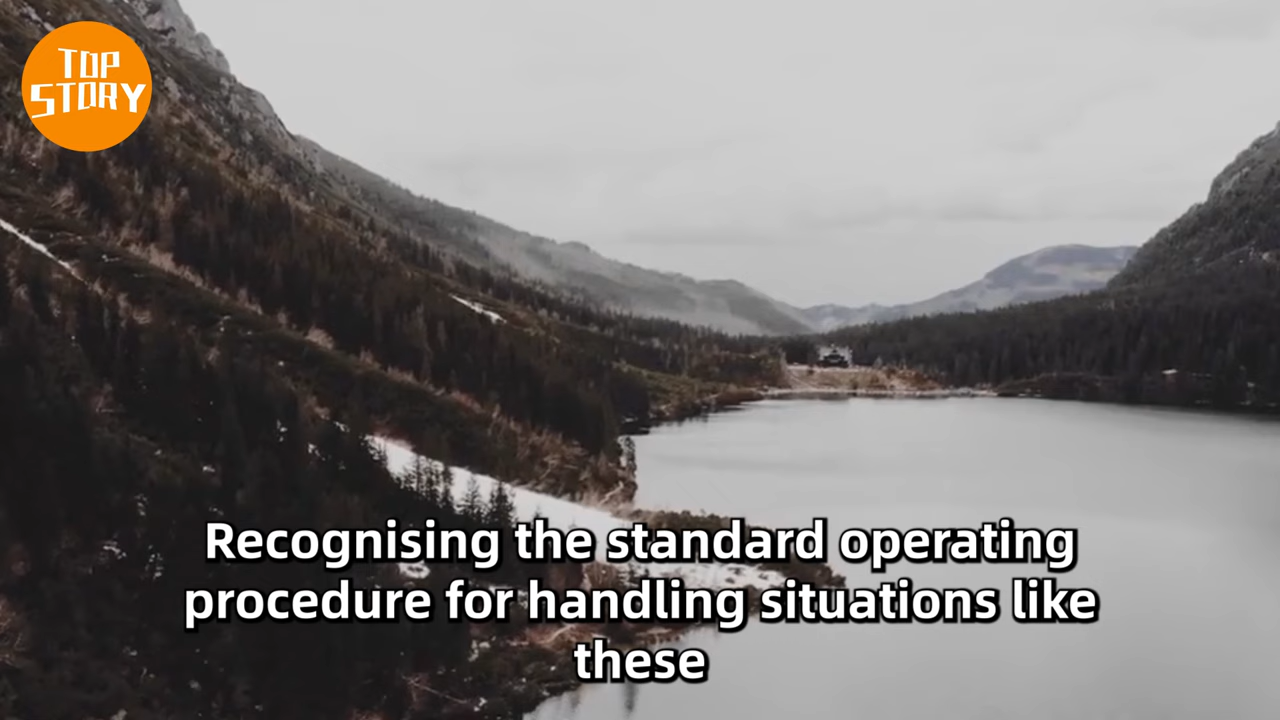 TOP
STORY
Recognising the standard operating
procedure for handling situations like
these